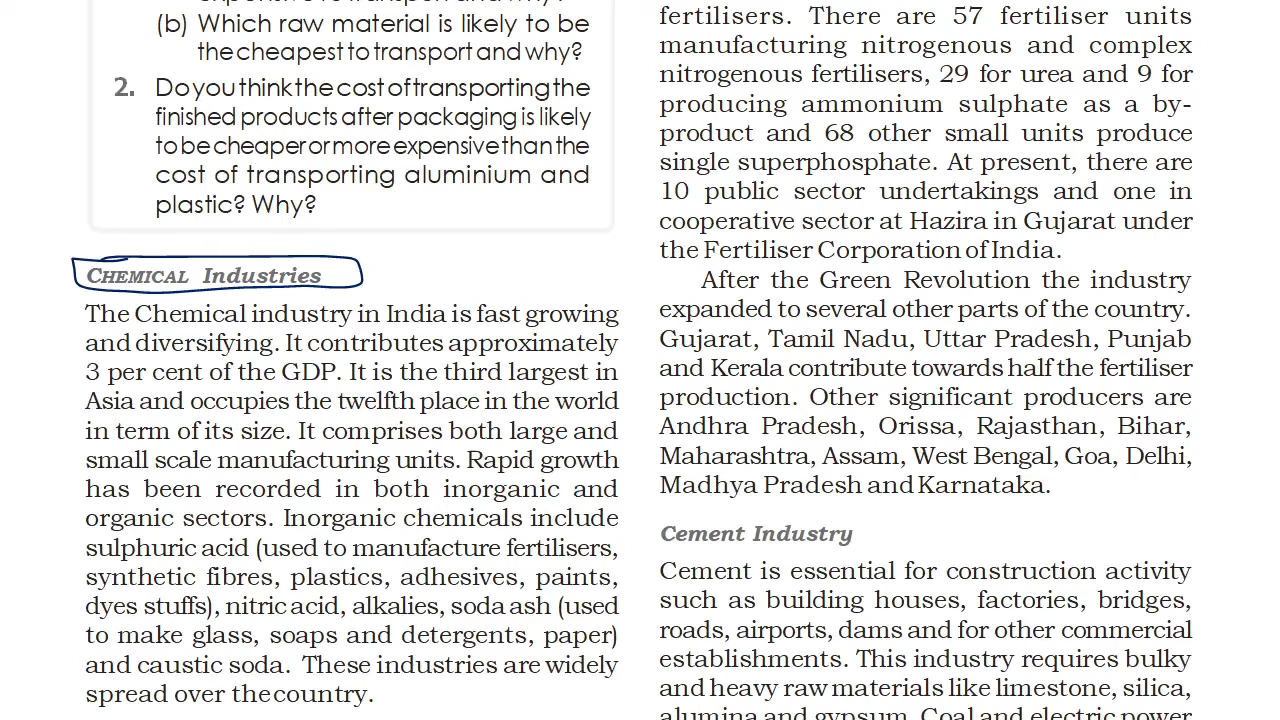 (b) Which raw material is likely to be
the cheapest to transport and why?
2. Do you think the cost of transporting the
finished products after packaging is likely
to be cheaper or more expensive than the
cost of transporting aluminium and
plastic? Why?
CHEMICAL Industries
The Chemical industry in India is fast growing
and diversifying. It contributes approximately
3 per cent of the GDP. It is the third largest in
Asia and occupies the twelfth place in the world
in term of its size. It comprises both large and
small scale manufacturing units. Rapid growth
has been recorded in both inorganic and
organic sectors. Inorganic chemicals include
sulphuric acid (used to manufacture fertilisers,
synthetic fibres, plastics, adhesives, paints,
dyes stuffs), nitric acid, alkalies, soda ash (used
to make glass, soaps and detergents, paper)
and caustic soda. These industries are widely
spread over the country.
fertilisers. There are 57 fertiliser units
manufacturing nitrogenous and complex
nitrogenous fertilisers, 29 for urea and 9 for
producing ammonium sulphate as a by-
product and 68 other small units produce
single superphosphate. At present, there are
10 public sector undertakings and one in
cooperative sector at Hazira in Gujarat under
the Fertiliser Corporation of India.
After the Green Revolution the industry
expanded to several other parts of the country.
Gujarat, Tamil Nadu, Uttar Pradesh, Punjab
and Kerala contribute towards half the fertiliser
production. Other significant producers are
Andhra Pradesh, Orissa, Rajasthan, Bihar,
Maharashtra, Assam, West Bengal, Goa, Delhi,
Madhya Pradesh and Karnataka.
Cement Industry
Cement is essential for construction activity
such as building houses, factories, bridges,
roads, airports, dams and for other commercial
establishments. This industry requires bulky
and heavy raw materials like limestone, silica,
alumina and gypsum. Coal and electric power